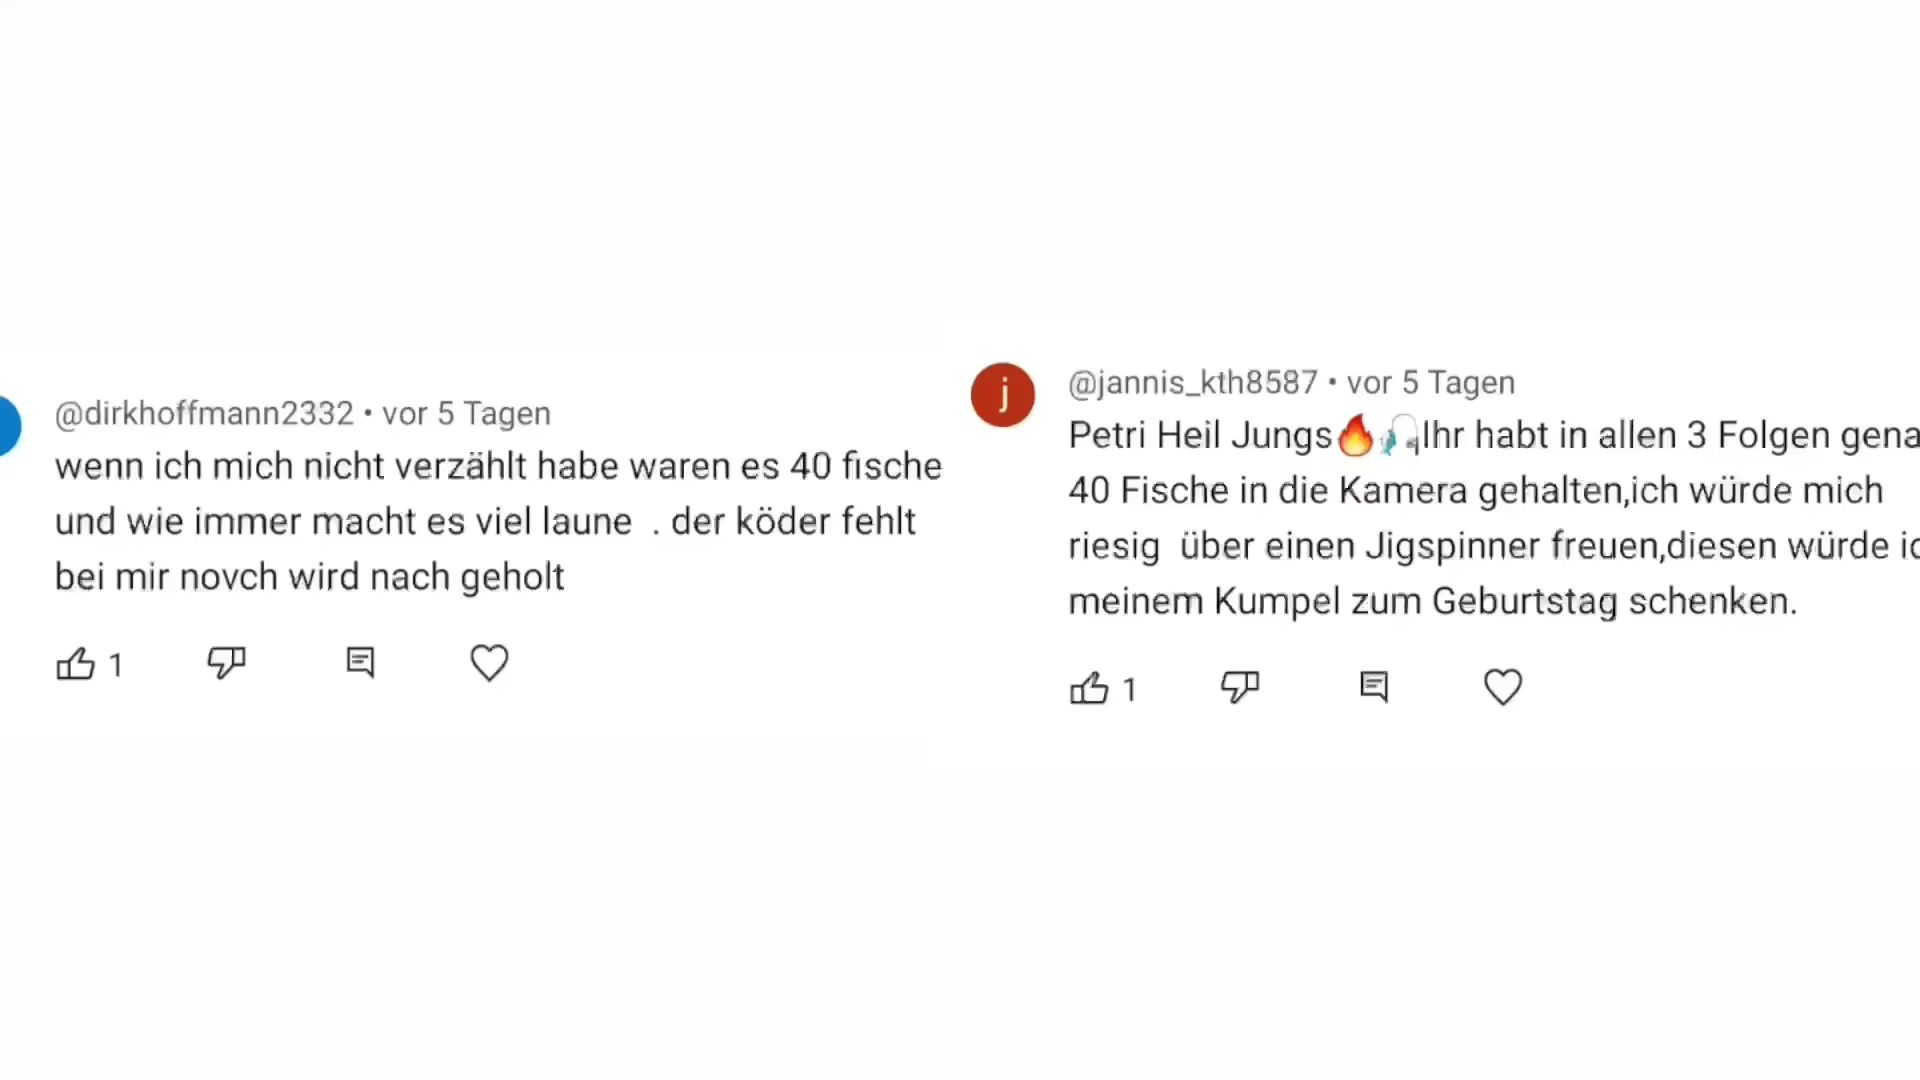 @dirkhoffmann2332 • vor 5 Tagen
wenn ich mich nicht verzählt habe waren es 40 fische
und wie immer macht es viel laune . der köder fehlt
bei mir novch wird nach geholt
1
j
@jannis_kth8587 • vor 5 Tagen
Petri Heil Jungs🔥🎣Ihr habt in allen 3 Folgen gena
40 Fische in die Kamera gehalten,ich würde mich
riesig über einen Jigspinner freuen,diesen würde ic
meinem Kumpel zum Geburtstag schenken.
1